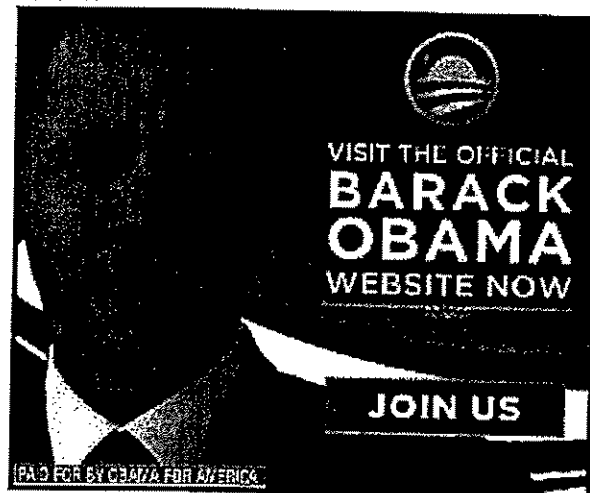 VISIT THE OFFICIAL
BARACK
OBAMA
WEBSITE NOW
JOIN US
PAID FOR BY OBAMA FOR AMERICA